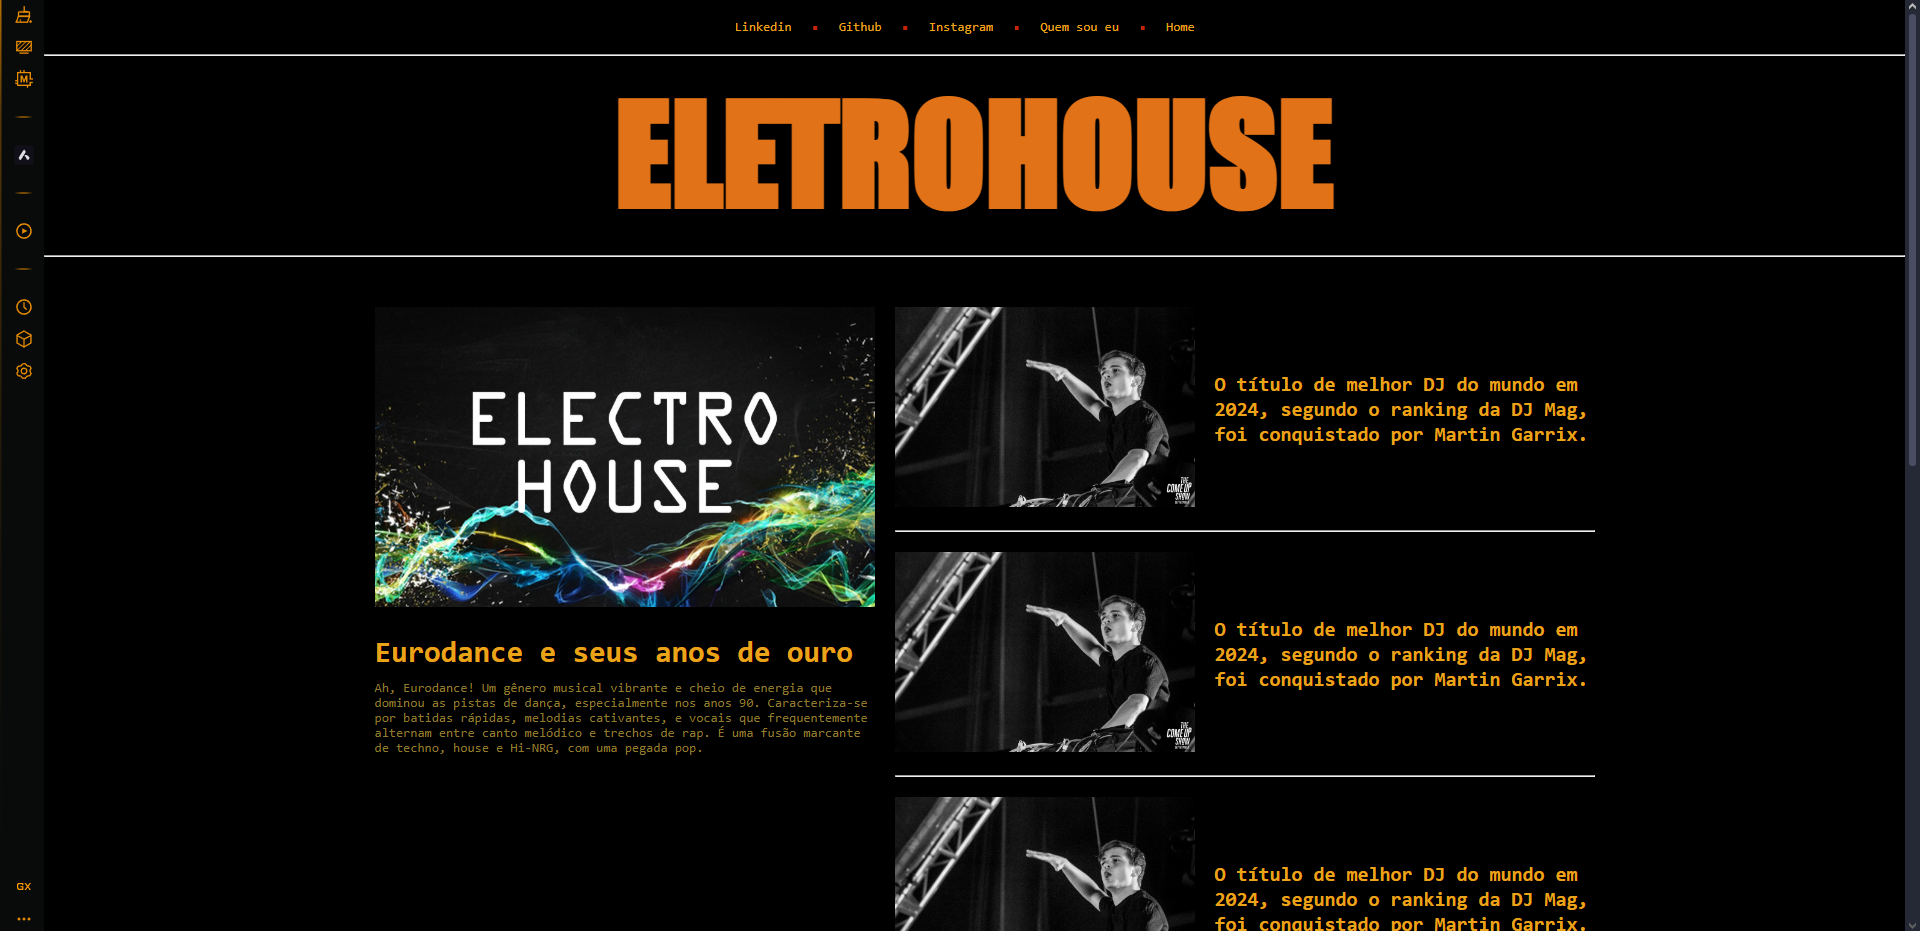 Linkedin ▪ Github ▪ Instagram ▪ Quem sou eu ▪ Home
ELETROHOUSE
ELECTRO
HOUSE
Eurodance e seus anos de ouro
Ah, Eurodance! Um gênero musical vibrante e cheio de energia que
dominou as pistas de dança, especialmente nos anos 90. Caracteriza-se
por batidas rápidas, melodias cativantes, e vocais que frequentemente
alternam entre canto melódico e trechos de rap. É uma fusão marcante
de techno, house e Hi-NRG, com uma pegada pop.
THE
COME UP
SHOW
O título de melhor DJ do mundo em
2024, segundo o ranking da DJ Mag,
foi conquistado por Martin Garrix.
THE
COME UP
SHOW
O título de melhor DJ do mundo em
2024, segundo o ranking da DJ Mag,
foi conquistado por Martin Garrix.
O título de melhor DJ do mundo em
2024, segundo o ranking da DJ Mag,
foi conquistado por Martin Garrix.
M
GX